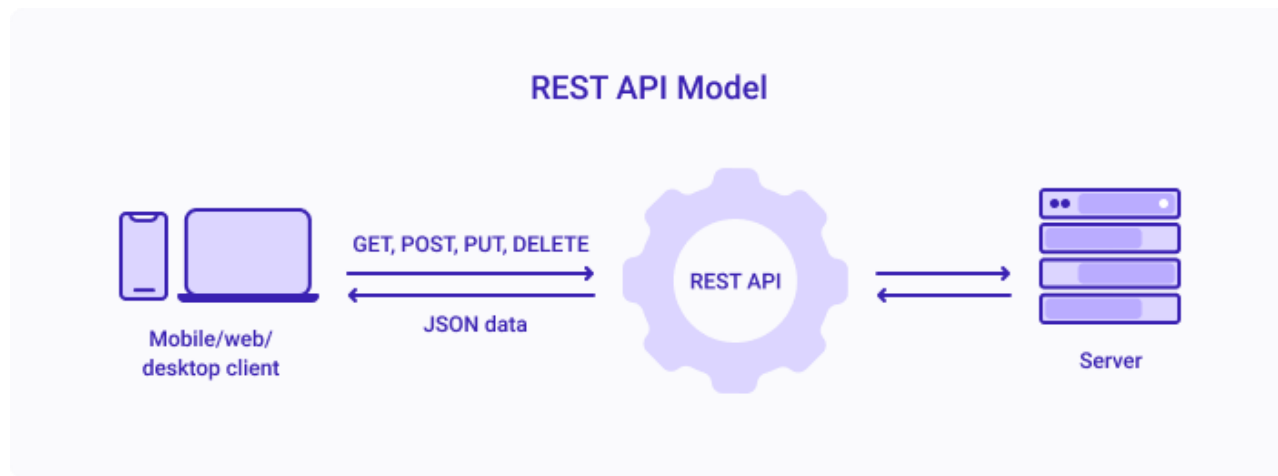 REST API Model
GET, POST, PUT, DELETE
REST API
JSON data
Mobile/web/
desktop client
Server